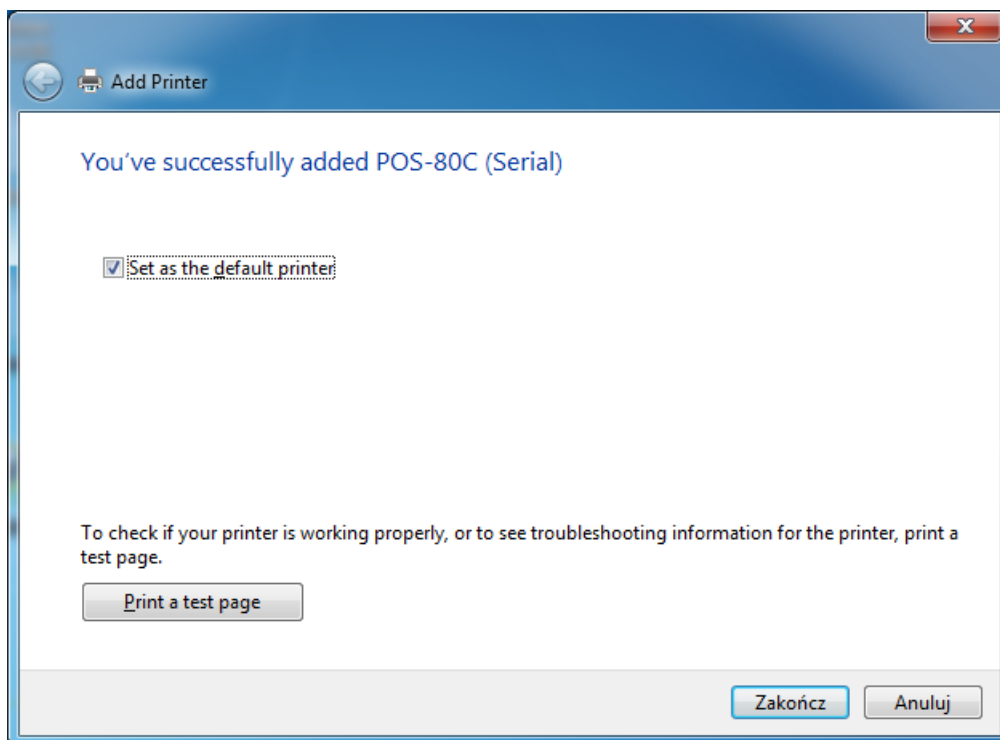 Add Printer
You've successfully added POS-80C (Serial)
Set as the default printer
To check if your printer is working properly, or to see troubleshooting information for the printer, print a
test page.
Print a test page
Zakończ
Anuluj